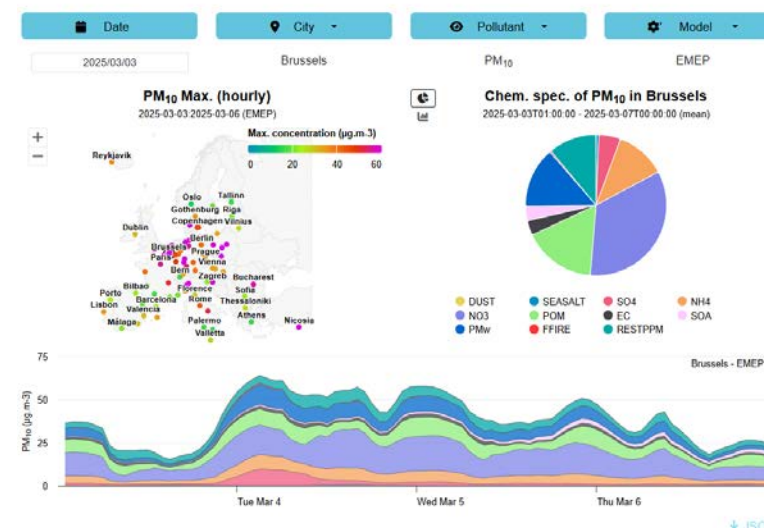 Date
City
Pollutant
Model
2025/03/03
Brussels
PM10
EMEP
PM10 Max. (hourly)
2025-03-03:2025-03-06 (EMEP)
Max. concentration (µg.m-3)
0 20 40 60
+
−
Reykjavik
Oslo
Tallinn
Gothenburg
Riga
Copenhagen
Vilnius
Dublin
Berlin
Brussels
Prague
Paris
Vienna
Bern
Zagreb
Bucharest
Bilbao
Florence
Sofia
Porto
Barcelona
Rome
Thessaloniki
Lisbon
Valencia
Athens
Málaga
Palermo
Nicosia
Valletta
Chem. spec. of PM10 in Brussels
2025-03-03T01:00:00 - 2025-03-07T00:00:00 (mean)
DUST SEASALT SO4 NH4
NO3 POM EC SOA
PMw FFIRE RESTPPM
Brussels - EMEP
PM10 (µg.m-3)
75
50
25
0
Tue Mar 4
Wed Mar 5
Thu Mar 6